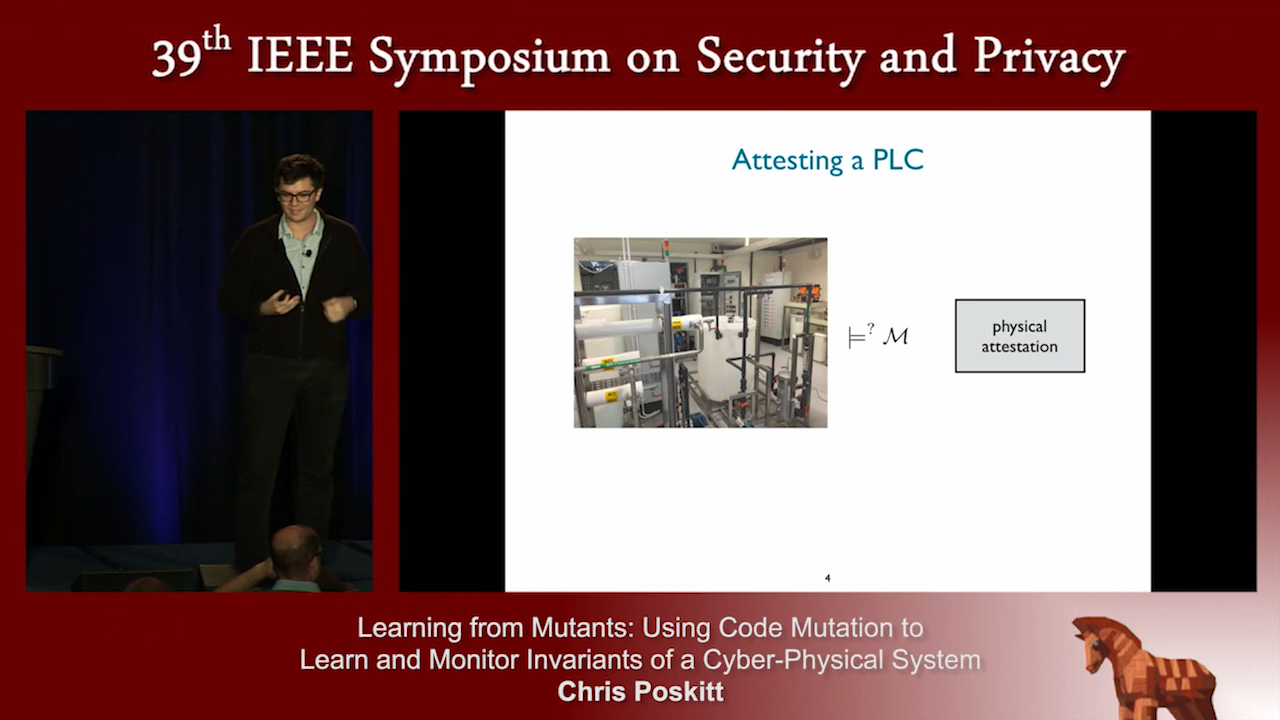 39th IEEE Symposium on Security and Privacy
Attesting a PLC
⊨? M
physical
attestation
4
Learning from Mutants: Using Code Mutation to
Learn and Monitor Invariants of a Cyber-Physical System
Chris Poskitt